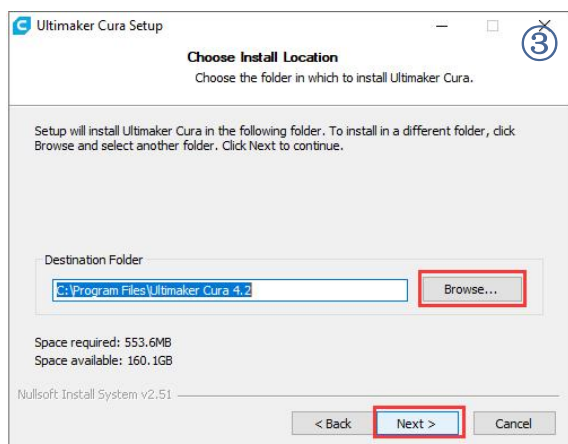 Ultimaker Cura Setup
③
Choose Install Location
Choose the folder in which to install Ultimaker Cura.
Setup will install Ultimaker Cura in the following folder. To install in a different folder, click
Browse and select another folder. Click Next to continue.
Destination Folder
C:\Program Files\Ultimaker Cura 4.2
Browse...
Space required: 553.6MB
Space available: 160.1GB
Nullsoft Install System v2.51
< Back
Next >
Cancel